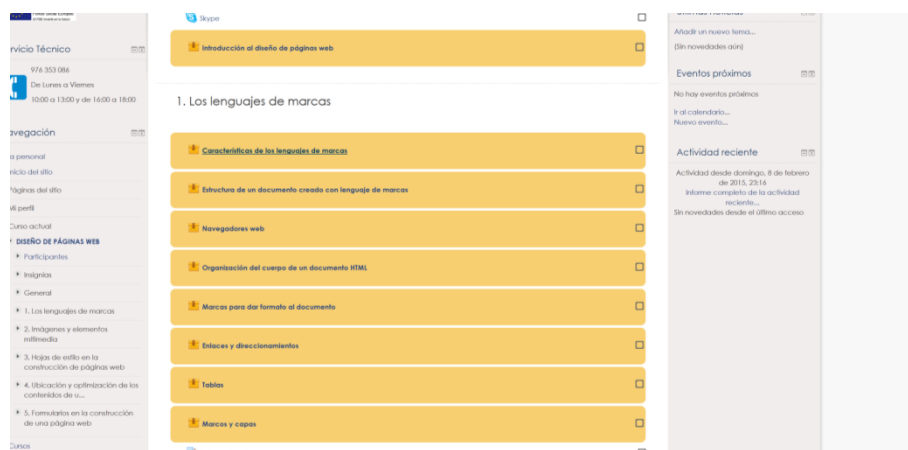 rvicio Técnico
976 353 086
De Lunes a Viernes
10:00 a 13:00 y de 16:00 a 18:00
avegación
a personal
nicio del sitio
Páginas del sitio
Mi perfil
Curso actual
DISEÑO DE PÁGINAS WEB
Participantes
Insignias
General
1. Los lenguajes de marcas
2. Imágenes y elementos
mltimedia
3. Hojas de estilo en la
construcción de páginas web
4. Ubicación y optimización de los
contenidos de u...
5. Formularios en la construcción
de una página web
Cursos
Skype
Introducción al diseño de páginas web
1. Los lenguajes de marcas
Características de los lenguajes de marcas
Estructura de un documento creado con lenguaje de marcas
Navegadores web
Organización del cuerpo de un documento HTML
Marcos para dar formato al documento
Enlaces y direccionamientos
Tablas
Marcos y capas
Añadir un nuevo tema...
(Sin novedades aún)
Eventos próximos
No hay eventos próximos
Ir al calendario...
Nuevo evento...
Actividad reciente
Actividad desde domingo, 8 de febrero
de 2015, 23:16
Informe completo de la actividad
reciente...
Sin novedades desde el último acceso